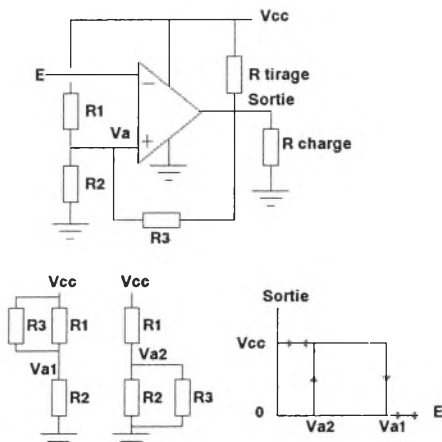 Vcc
E
R tirage
Sortie
R1
Va
R charge
R2
R3
Vcc
Vcc
Sortie
R3
R1
R1
Vcc
Va1
Va2
R2
R2
R3
0
Va2
Va1
E